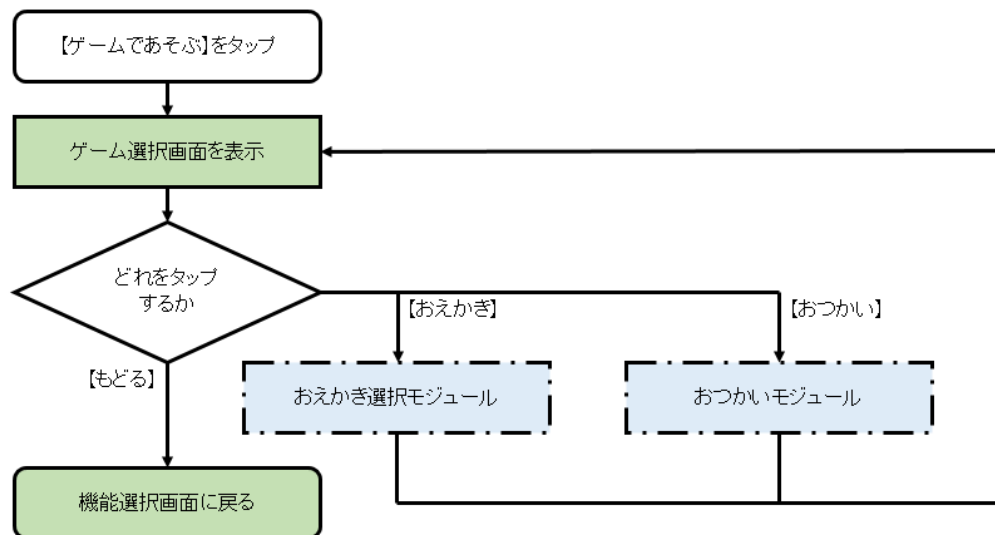 【ゲームであそぶ】をタップ
ゲーム選択画面を表示
どれをタップ
するか
【おえかき】
【おつかい】
【もどる】
おえかき選択モジュール
おつかいモジュール
機能選択画面に戻る